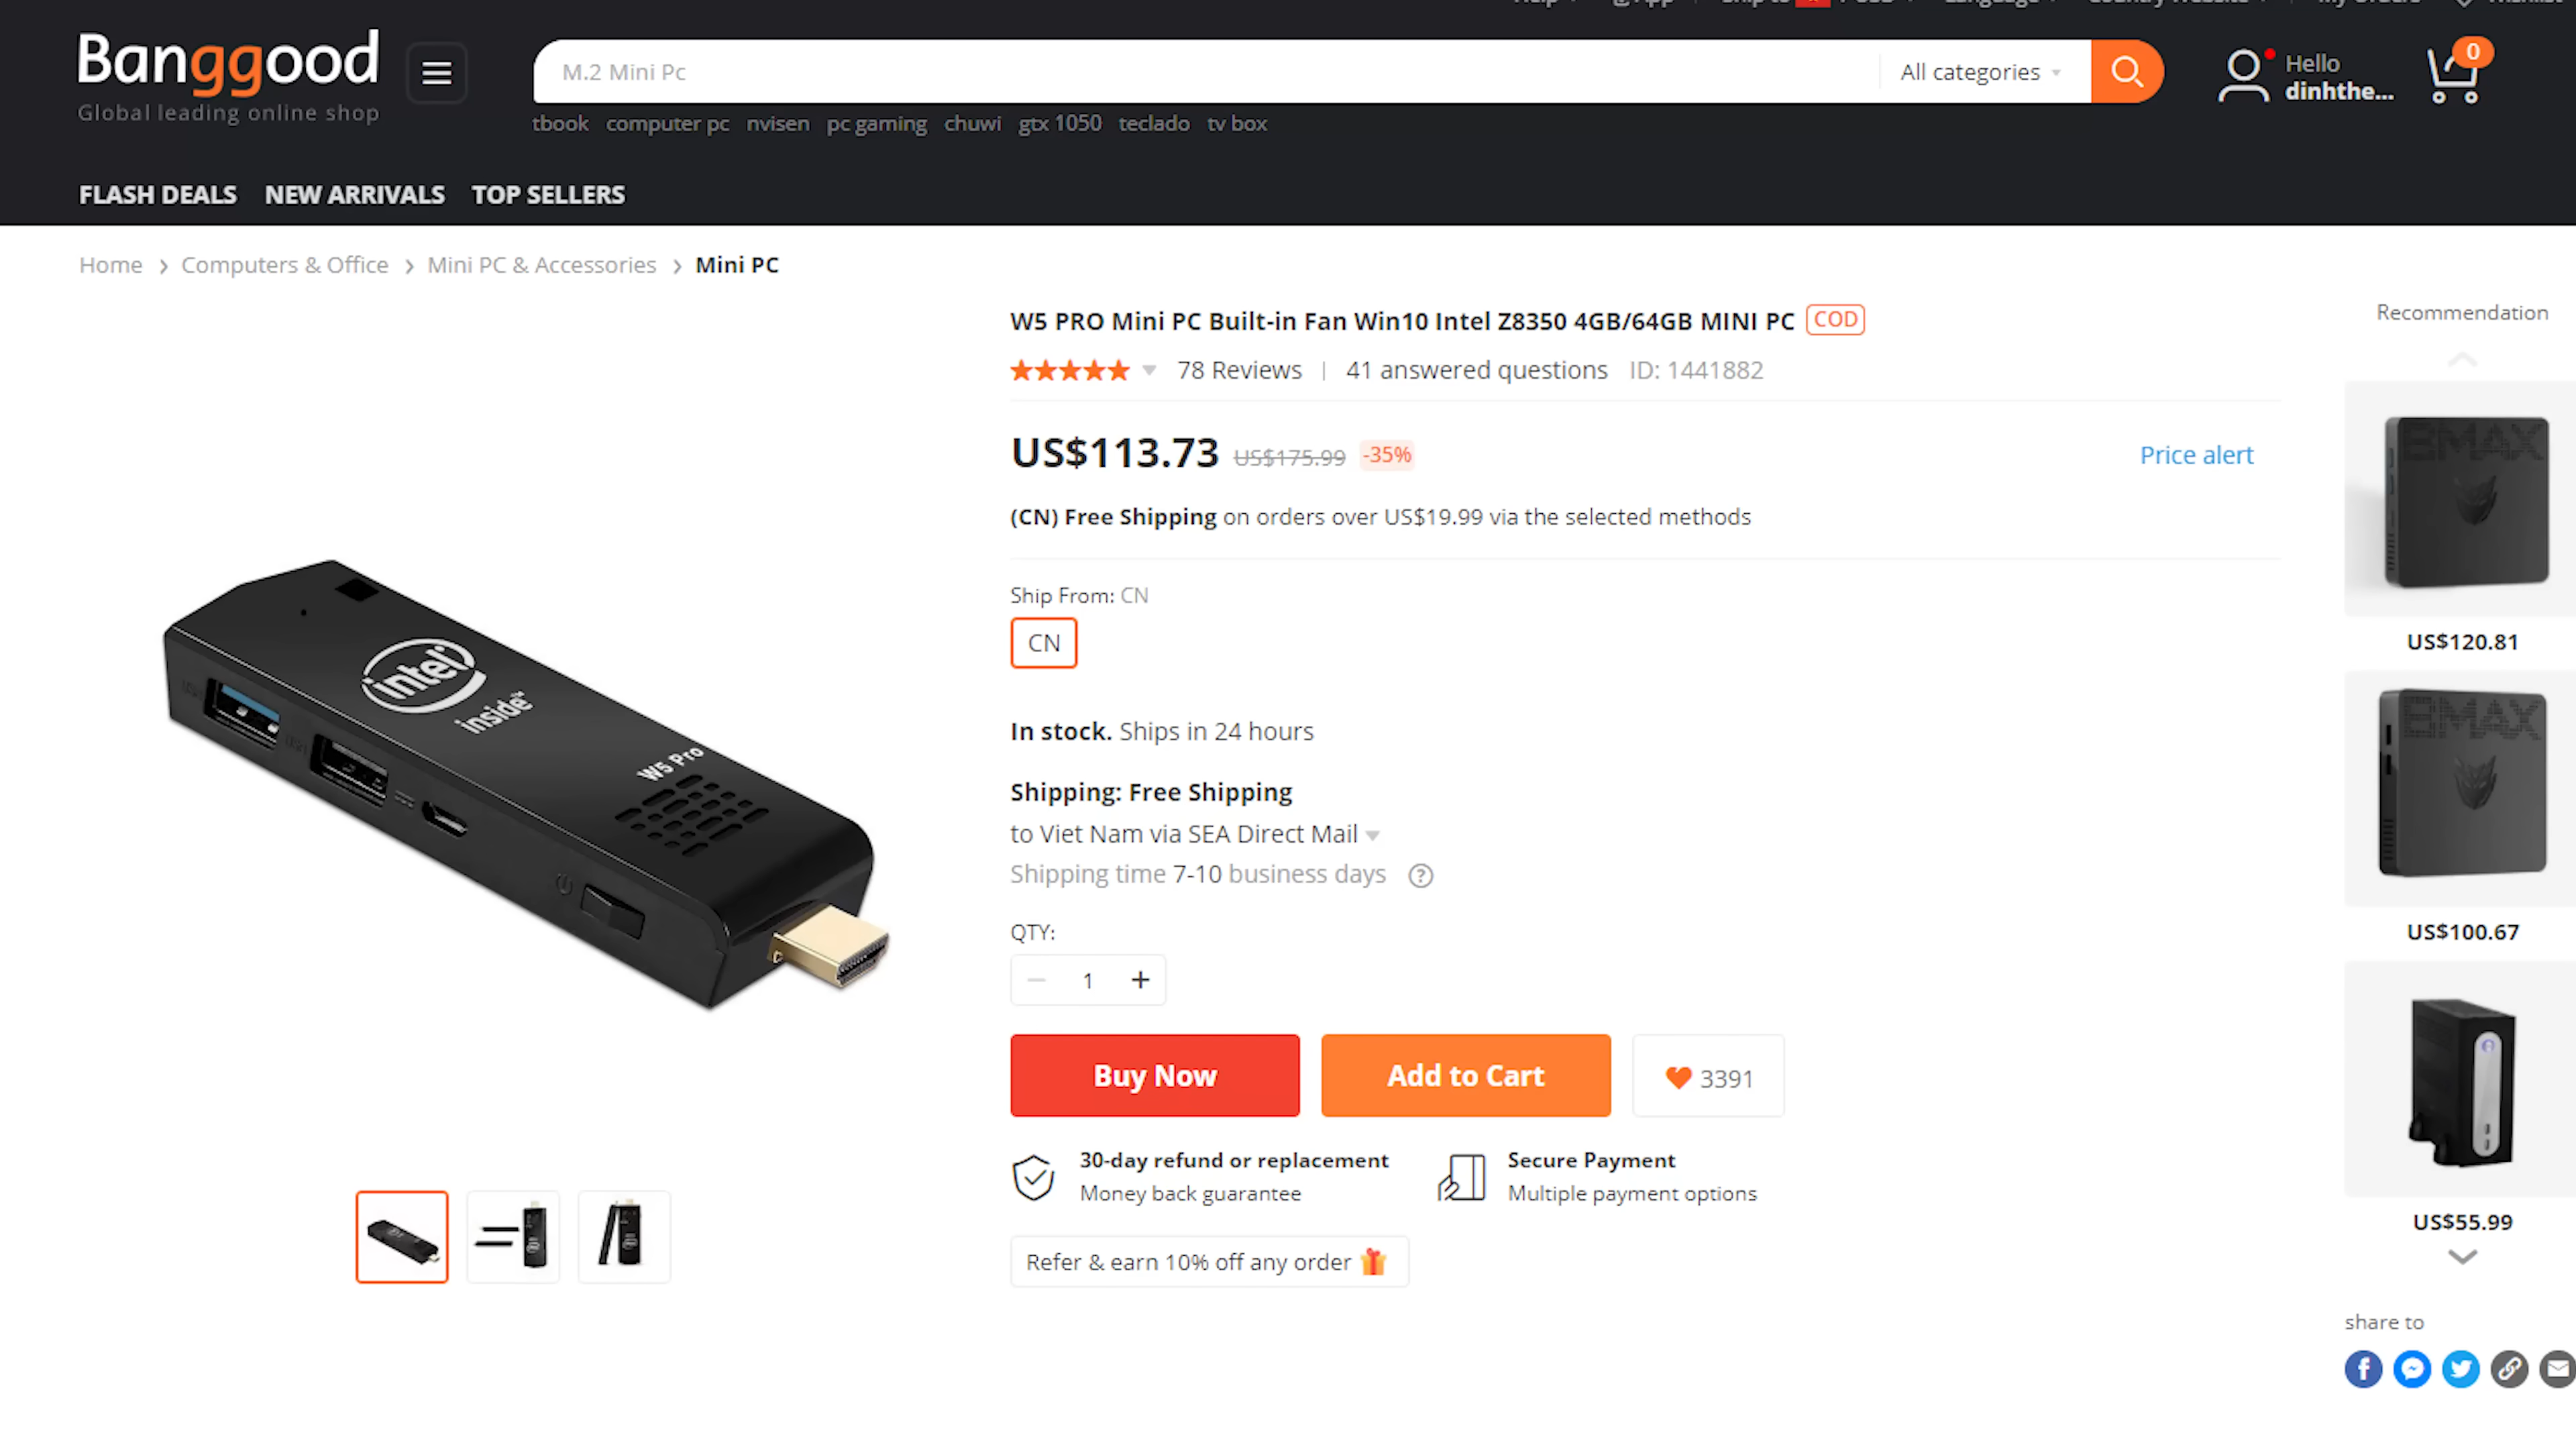 Banggood
Global leading online shop
M.2 Mini Pc
All categories
Hello
dinhthe...
0
tbook computer pc nvisen pc gaming chuwi gtx 1050 teclado tv box
FLASH DEALS NEW ARRIVALS TOP SELLERS
Home › Computers & Office › Mini PC & Accessories › Mini PC
W5 PRO Mini PC Built-in Fan Win10 Intel Z8350 4GB/64GB MINI PC COD
78 Reviews | 41 answered questions ID: 1441882
US$113.73 US$175.99 -35%
Price alert
(CN) Free Shipping on orders over US$19.99 via the selected methods
Ship From: CN
CN
In stock. Ships in 24 hours
Shipping: Free Shipping
to Viet Nam via SEA Direct Mail
Shipping time 7-10 business days ?
QTY:
− 1 +
Buy Now
Add to Cart
3391
30-day refund or replacement
Money back guarantee
Secure Payment
Multiple payment options
Refer & earn 10% off any order
intel
inside™
W5 Pro
Recommendation
BMAX
US$120.81
BMAX
US$100.67
US$55.99
share to